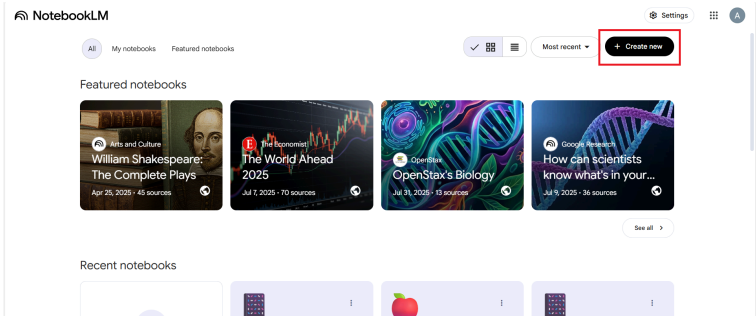 NotebookLM
Settings
A
All
My notebooks
Featured notebooks
Most recent
+ Create new
Featured notebooks
Arts and Culture
William Shakespeare:
The Complete Plays
Apr 25, 2025 · 45 sources
E
The Economist
The World Ahead
2025
Jul 7, 2025 · 70 sources
OpenStax
OpenStax's Biology
Jul 31, 2025 · 13 sources
Google Research
How can scientists
know what's in your...
Jul 9, 2025 · 36 sources
See all
Recent notebooks